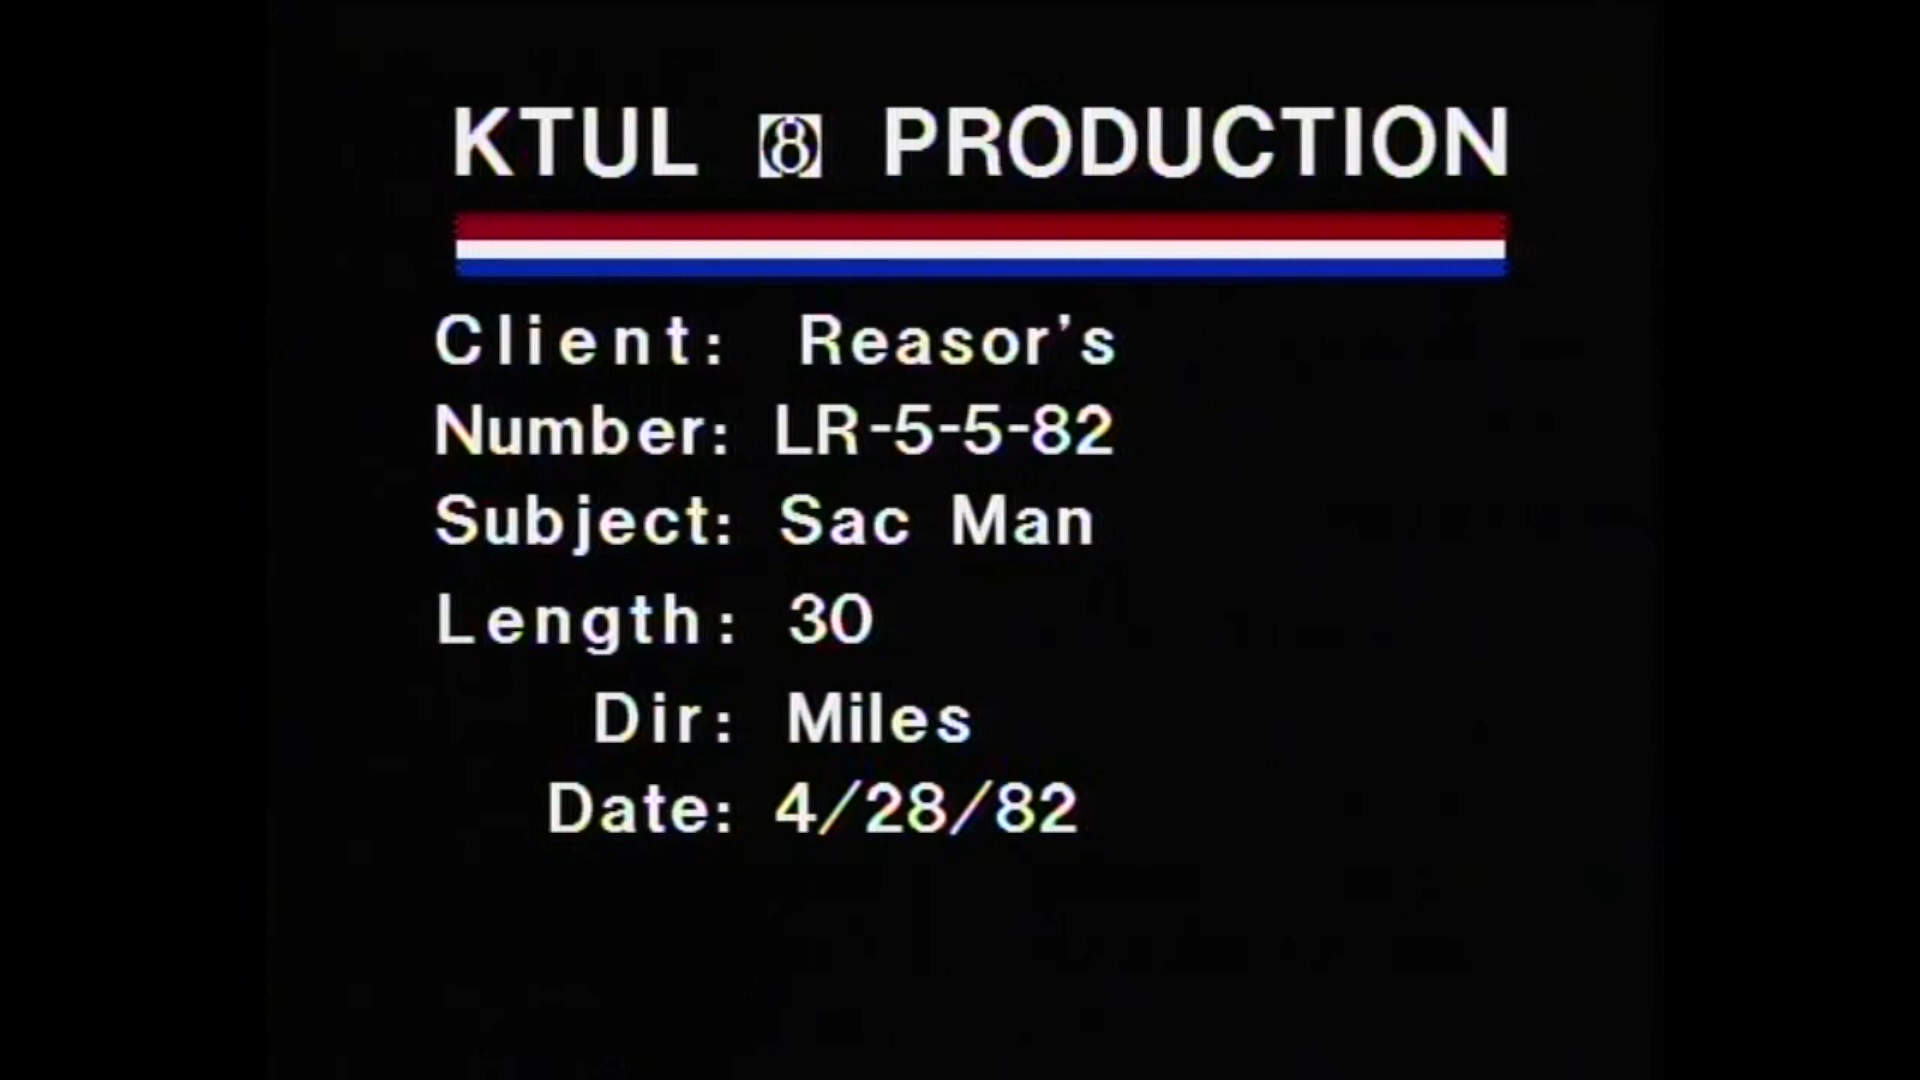 KTUL 8 PRODUCTION
Client: Reasor's
Number: LR-5-5-82
Subject: Sac Man
Length: 30
Dir: Miles
Date: 4/28/82